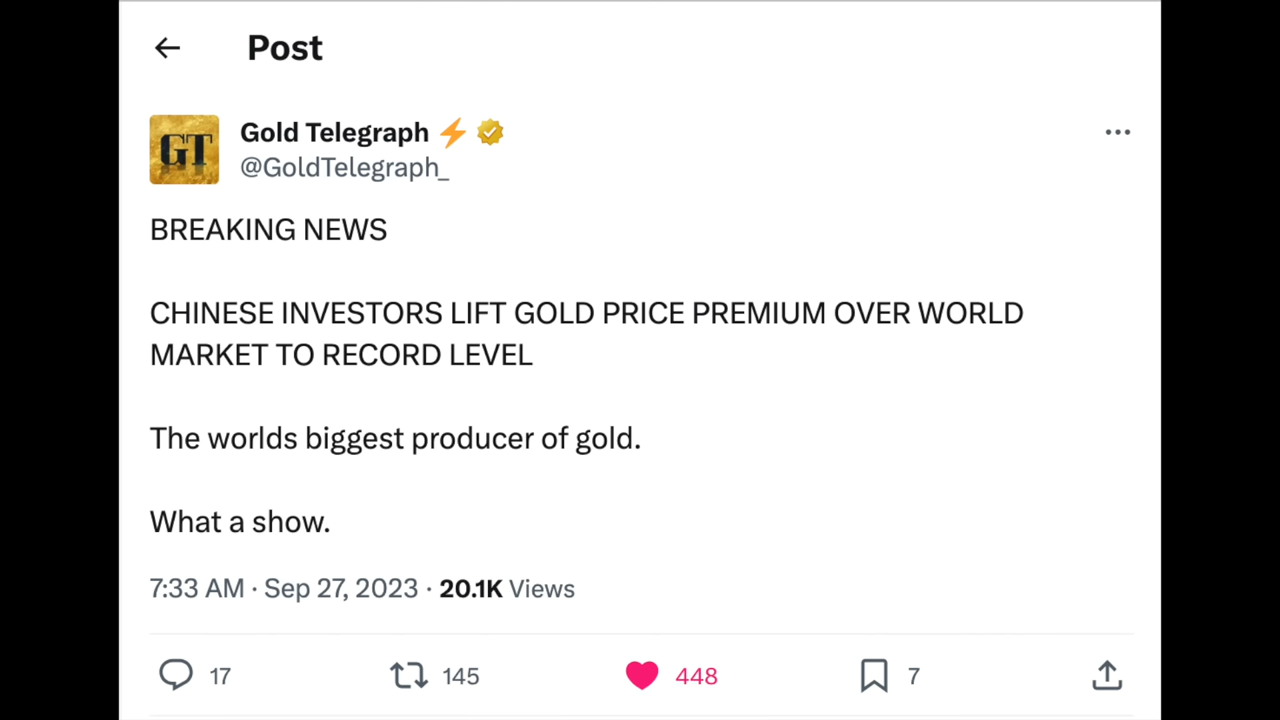 Post
GT
Gold Telegraph
@GoldTelegraph_
BREAKING NEWS
CHINESE INVESTORS LIFT GOLD PRICE PREMIUM OVER WORLD
MARKET TO RECORD LEVEL
The worlds biggest producer of gold.
What a show.
7:33 AM · Sep 27, 2023 · 20.1K Views
17 145 448 7